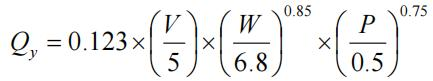 Q_y = 0.123 × (V/5) × (W/6.8)^0.85 × (P/0.5)^0.75